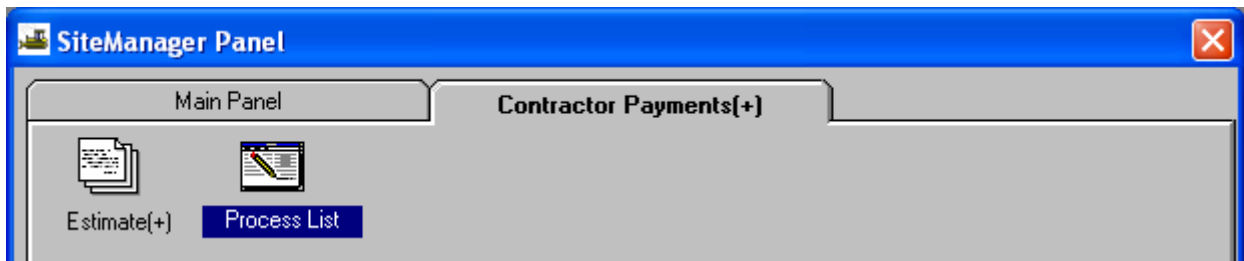 SiteManager Panel
Main Panel Contractor Payments(+)
Estimate(+) Process List